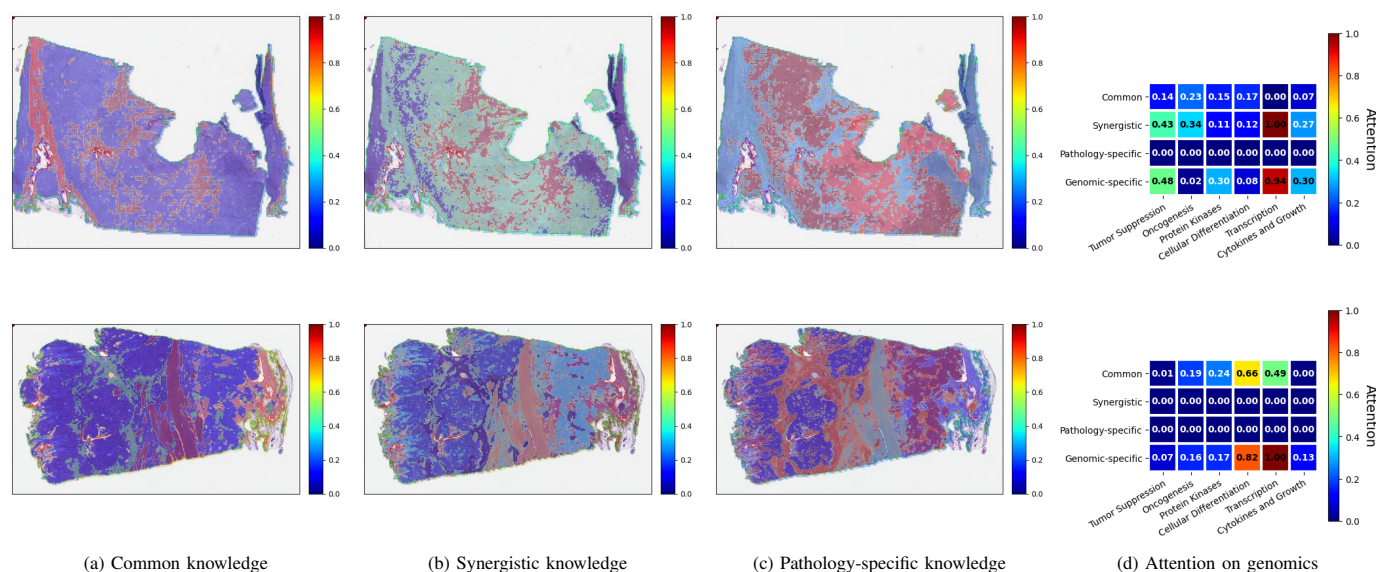 1.0
0.8
0.6
0.4
0.2
0.0
1.0
0.8
0.6
0.4
0.2
0.0
1.0
0.8
0.6
0.4
0.2
0.0
Common 0.14 0.23 0.15 0.17 0.00 0.07
Synergistic 0.43 0.34 0.11 0.12 1.00 0.27
Pathology-specific 0.00 0.00 0.00 0.00 0.00 0.00
Genomic-specific 0.48 0.02 0.30 0.08 0.94 0.30
Tumor Suppression
Oncogenesis
Protein Kinases
Cellular Differentiation
Transcription
Cytokines and Growth
1.0
0.8
0.6
0.4
0.2
0.0
Attention
1.0
0.8
0.6
0.4
0.2
0.0
1.0
0.8
0.6
0.4
0.2
0.0
1.0
0.8
0.6
0.4
0.2
0.0
Common 0.01 0.19 0.24 0.66 0.49 0.00
Synergistic 0.00 0.00 0.00 0.00 0.00 0.00
Pathology-specific 0.00 0.00 0.00 0.00 0.00 0.00
Genomic-specific 0.07 0.16 0.17 0.82 1.00 0.13
Tumor Suppression
Oncogenesis
Protein Kinases
Cellular Differentiation
Transcription
Cytokines and Growth
1.0
0.8
0.6
0.4
0.2
0.0
Attention
(a) Common knowledge
(b) Synergistic knowledge
(c) Pathology-specific knowledge
(d) Attention on genomics